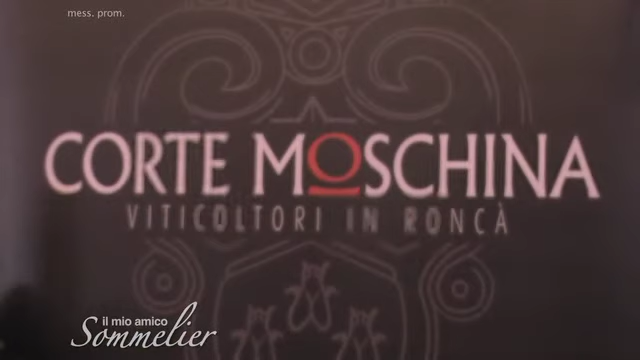 mess. prom.
CORTE MOSCHINA
VITICOLTORI IN RONCÀ
il mio amico
Sommelier